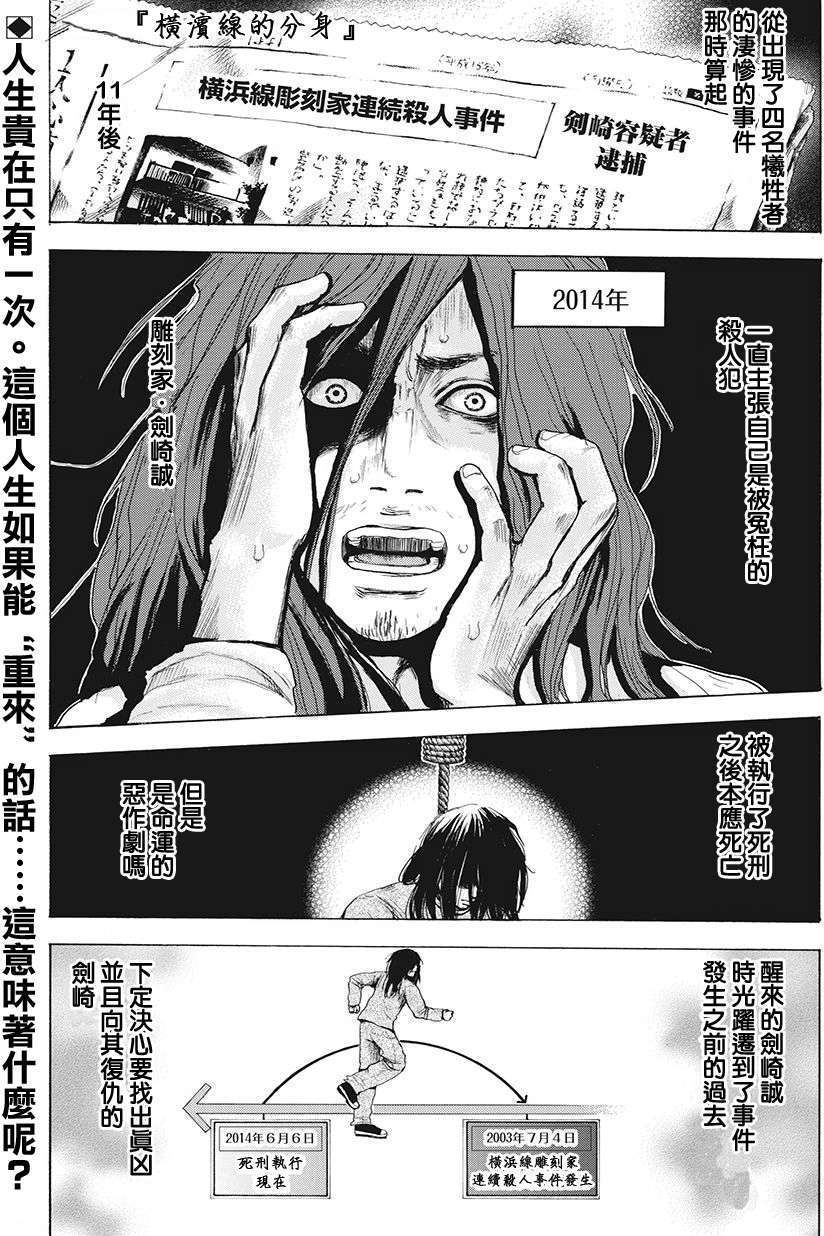 從出現了四名犧牲者
的淒慘的事件
那時算起
『橫濱線的分身』
横浜線彫刻家連続殺人事件
剣崎容疑者
逮捕
11年後
2014年
一直主張自己是被冤枉的
殺人犯
雕刻家・劍崎誠
被執行了死刑
之後本應死亡
但是
是命運的
惡作劇嗎
醒來的劍崎誠
時光躍遷到了事件
發生之前的過去
2003年7月4日
橫浜線雕刻家
連續殺人事件發生
2014年6月6日
死刑執行
現在
下定決心要找出真凶
並且向其復仇的
劍崎
◆人生貴在只有一次。這個人生如果能“重來”的話……這意味著什麼呢？